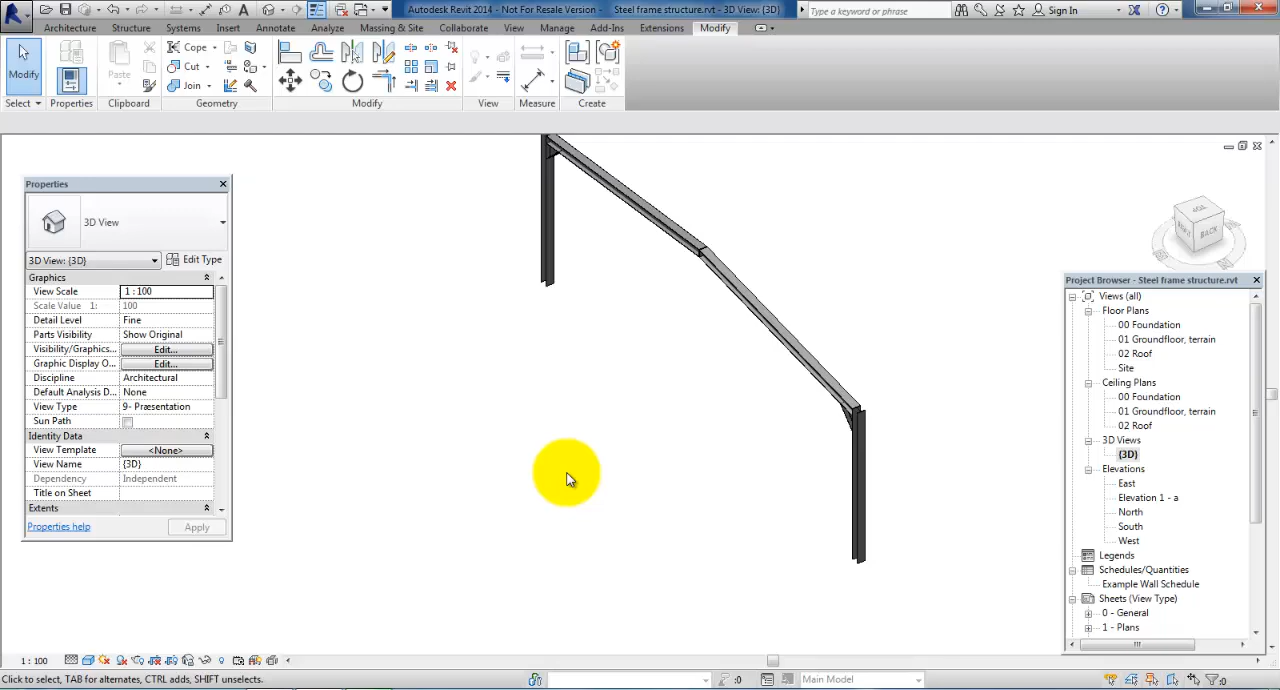 Autodesk Revit 2014 - Not For Resale Version - Steel frame structure.rvt - 3D View: {3D}
Type a keyword or phrase
Sign In
Architecture Structure Systems Insert Annotate Analyze Massing & Site Collaborate View Manage Add-Ins Extensions Modify
Modify
Paste
Cope
Cut
Join
Select Properties Clipboard Geometry Modify View Measure Create
Properties
3D View
3D View: {3D}
Edit Type
Graphics
View Scale 1 : 100
Scale Value 1: 100
Detail Level Fine
Parts Visibility Show Original
Visibility/Graphics... Edit...
Graphic Display O... Edit...
Discipline Architectural
Default Analysis D... None
View Type 9- Præsentation
Sun Path
Identity Data
View Template <None>
View Name {3D}
Dependency Independent
Title on Sheet
Extents
Properties help
Apply
BACK
Project Browser - Steel frame structure.rvt
Views (all)
Floor Plans
00 Foundation
01 Groundfloor, terrain
02 Roof
Site
Ceiling Plans
00 Foundation
01 Groundfloor, terrain
02 Roof
3D Views
{3D}
Elevations
East
Elevation 1 - a
North
South
West
Legends
Schedules/Quantities
Example Wall Schedule
Sheets (View Type)
0 - General
1 - Plans
1 : 100
Click to select, TAB for alternates, CTRL adds, SHIFT unselects.
:0
Main Model
:0